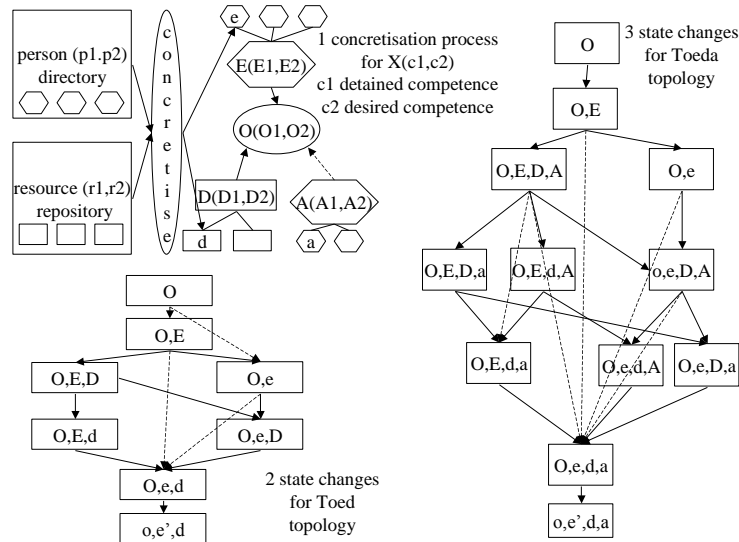 person (p1.p2)
directory
resource (r1,r2)
repository
concretise
e
E(E1,E2)
O(O1,O2)
D(D1,D2)
d
A(A1,A2)
a
1 concretisation process
for X(c1,c2)
c1 detained competence
c2 desired competence
O
O,E
O,E,D
O,e
O,E,d
O,e,D
O,e,d
o,e’,d
2 state changes
for Toed
topology
3 state changes
for Toeda
topology
O
O,E
O,E,D,A
O,e
O,E,D,a
O,E,d,A
o,e,D,A
O,E,d,a
O,e,d,A
O,e,D,a
O,e,d,a
o,e’,d,a